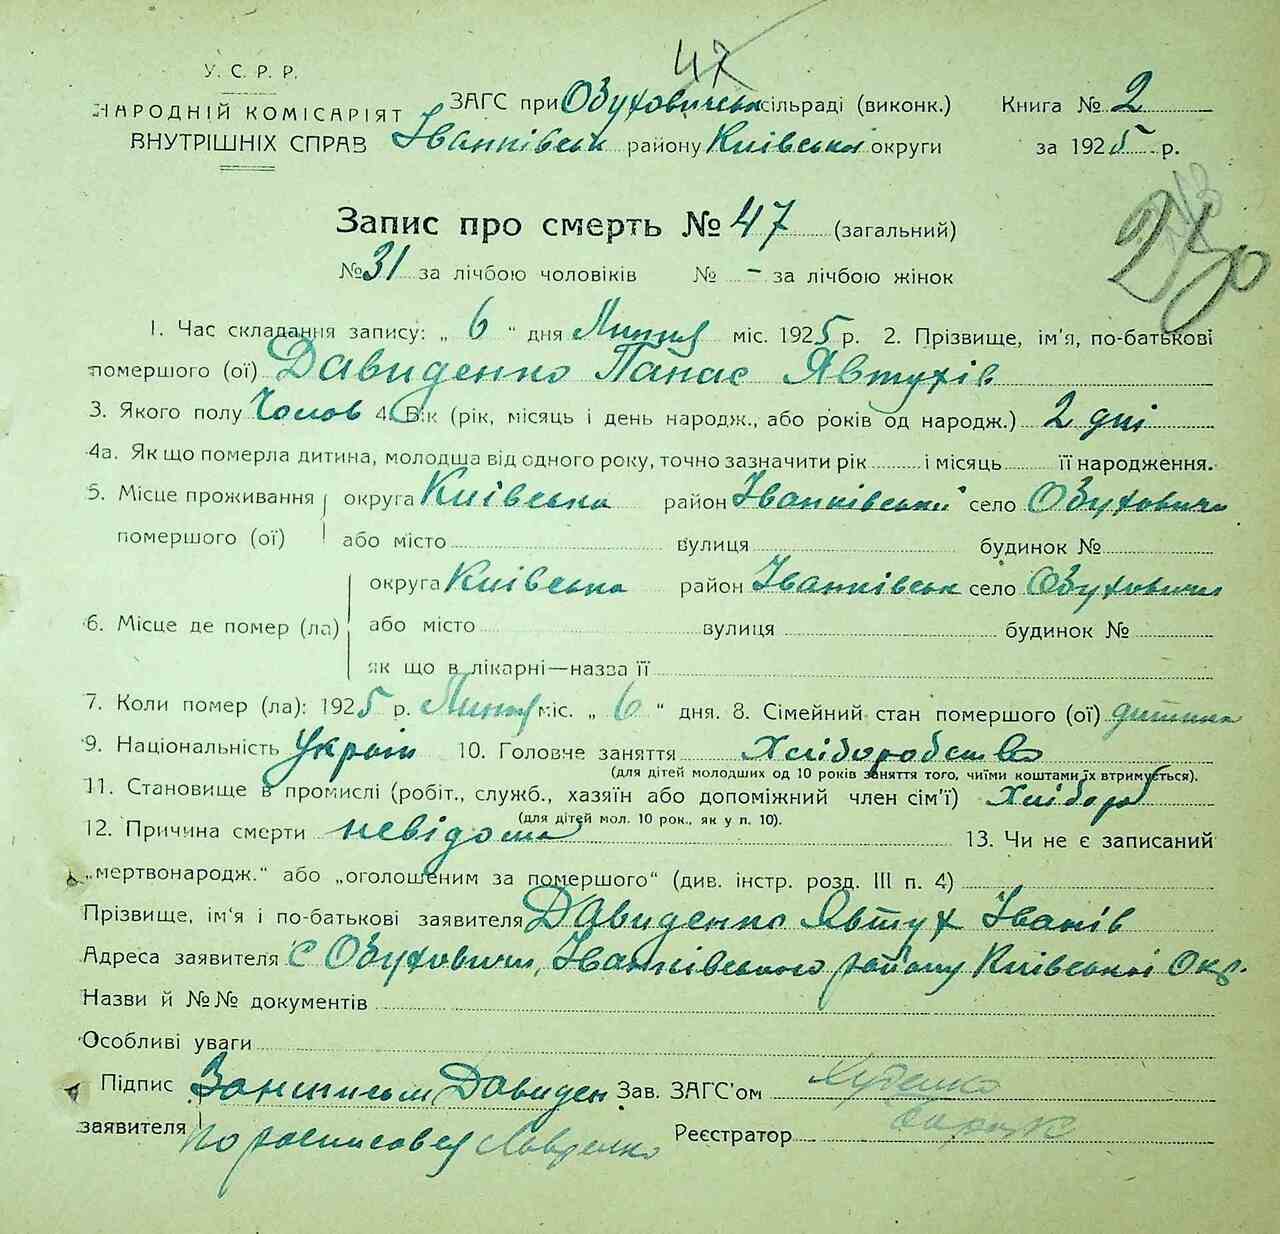 47
У. С. Р. Р.
НАРОДНІЙ КОМІСАРІЯТ
ВНУТРІШНІХ СПРАВ
ЗАГС при Обуховичськ сільраді (виконк.) Книга № 2
Іванківськ району Київської округи за 1925 р.
Запис про смерть № 47 (загальний)
№ 31 за лічбою чоловіків № - за лічбою жінок
1. Час складання запису: „ 6 “ дня Липня міс. 1925 р. 2. Прізвище, ім'я, по-батькові
помершого (ої) Давиденко Панас Явтухів
3. Якого полу Чолов 4. Вік (рік, місяць і день народж., або років од народж.) 2 дні
4а. Як що померла дитина, молодша від одного року, точно зазначити рік і місяць її народження.
5. Місце проживання округа Київська район Іванківський село Обуховичи
помершого (ої) або місто вулиця будинок №
округа Київська район Іванківськ село Обуховичи
6. Місце де помер (ла) або місто вулиця будинок №
як що в лікарні—назва її
7. Коли помер (ла): 1925 р. Липня міс. „ 6 “ дня. 8. Сімейний стан помершого (ої) дитина
9. Національність Україн 10. Головне заняття Хліборобство
(для дітей молодших од 10 років заняття того, чиїми коштами їх втримується).
11. Становище в промислі (робіт., служб., хазяїн або допоміжний член сім'ї) Хлібороб
(для дітей мол. 10 рок., як у п. 10).
12. Причина смерти невідома 13. Чи не є записаний
„мертвонародж.“ або „оголошеним за помершого“ (див. інстр. розд. III п. 4)
Прізвище, ім'я і по-батькові заявителя Давиденко Явтух Іванів
Адреса заявителя С Обуховичи, Іванківського району Київської Окр.
Назви й №№ документів
Особливі уваги
Підпис Давиден Зав. ЗАГС'ом
заявителя росписовся Реєстратор